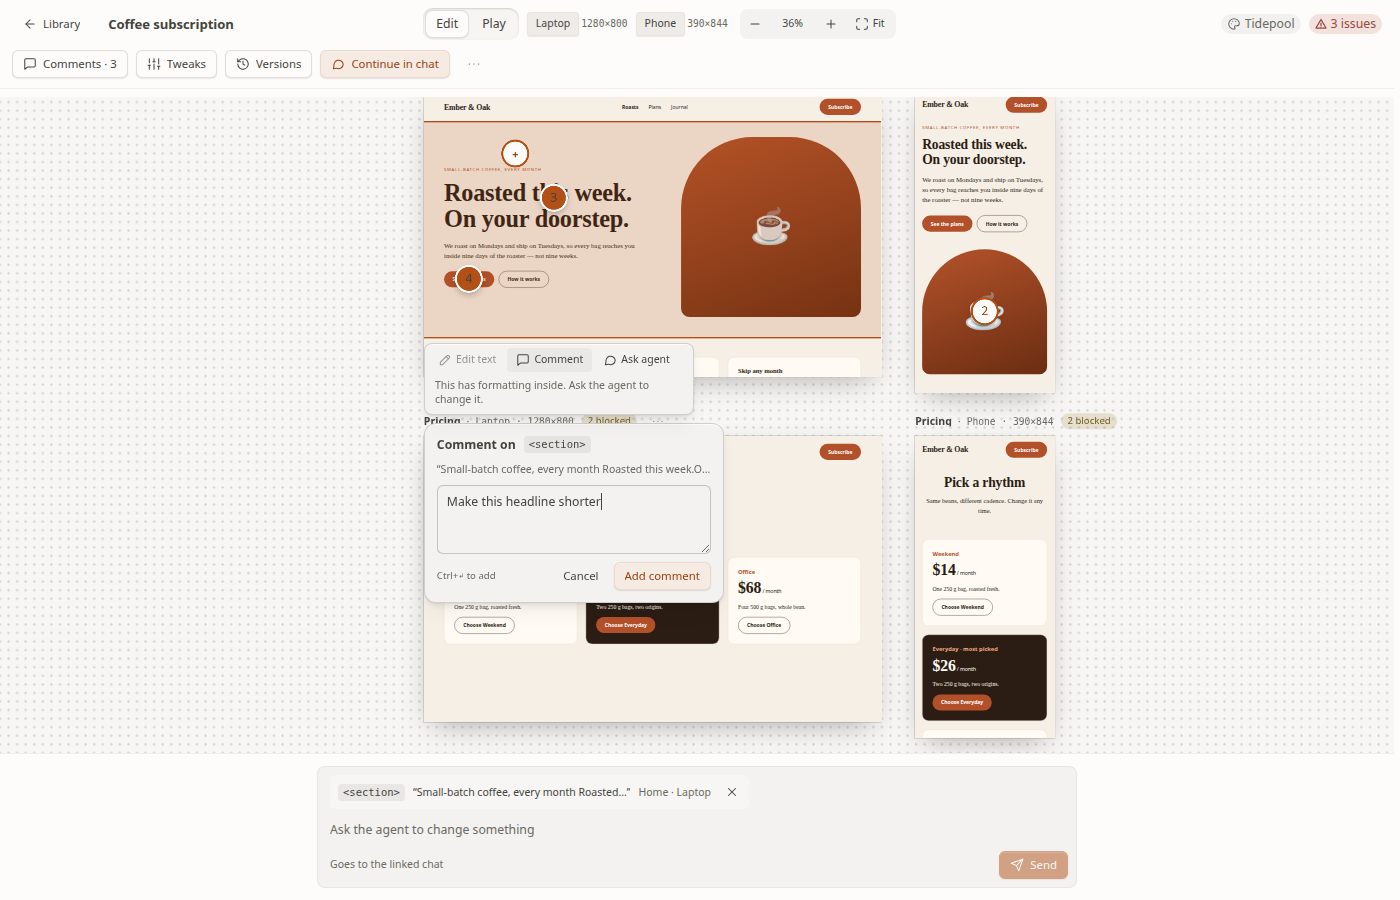 Library
Coffee subscription
Edit
Play
Laptop 1280×800
Phone 390×844
36%
Fit
Tidepool
3 issues
Comments · 3
Tweaks
Versions
Continue in chat
···
Ember & Oak
Roasts
Plans
Journal
Subscribe
+
SMALL-BATCH COFFEE, EVERY MONTH
3
Roasted this week.
On your doorstep.
We roast on Mondays and ship on Tuesdays, so every bag reaches you
inside nine days of the roaster — not nine weeks.
4
How it works
Skip any month
Edit text
Comment
Ask agent
This has formatting inside. Ask the agent to
change it.
Ember & Oak
Subscribe
SMALL-BATCH COFFEE, EVERY MONTH
Roasted this week.
On your doorstep.
We roast on Mondays and ship on Tuesdays,
so every bag reaches you inside nine days of
the roaster — not nine weeks.
See the plans
How it works
2
Pricing · Laptop · 1280×800
2 blocked
Pricing · Phone · 390×844
2 blocked
Comment on <section>
“Small-batch coffee, every month Roasted this week.O...
Make this headline shorter
Ctrl+↵ to add
Cancel
Add comment
Subscribe
One 250 g bag, roasted fresh.
Choose Weekend
Two 250 g bags, two origins.
Choose Everyday
Office
$68 / month
Four 500 g bags, whole bean.
Choose Office
Ember & Oak
Subscribe
Pick a rhythm
Same beans, different cadence. Change it any
time.
Weekend
$14 / month
One 250 g bag, roasted fresh.
Choose Weekend
Everyday · most picked
$26 / month
Two 250 g bags, two origins.
Choose Everyday
<section> “Small-batch coffee, every month Roasted...” Home · Laptop
Ask the agent to change something
Goes to the linked chat
Send